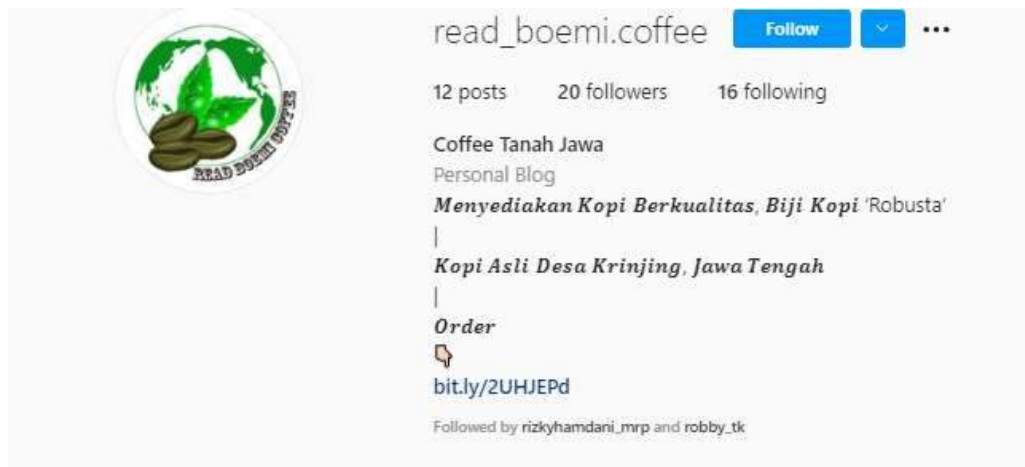 READ BOEMI COFFEE
read_boemi.coffee Follow
12 posts 20 followers 16 following
Coffee Tanah Jawa
Personal Blog
Menyediakan Kopi Berkualitas, Biji Kopi ‘Robusta’
|
Kopi Asli Desa Krinjing, Jawa Tengah
|
Order
👇🏻
bit.ly/2UHJEPd
Followed by rizkyhamdani_mrp and robby_tk